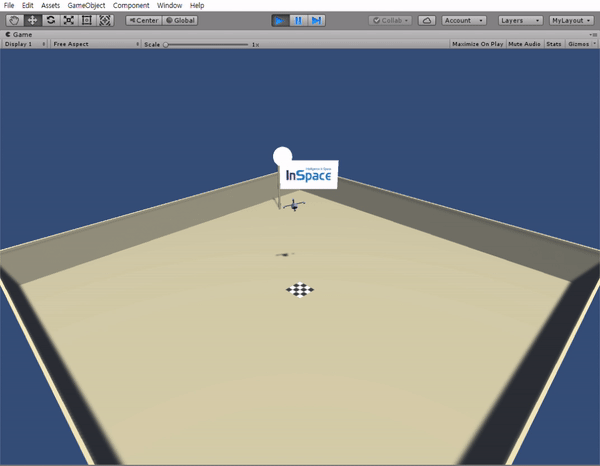 File Edit Assets GameObject Component Window Help
Center Global Collab Account Layers MyLayout
Game
Display 1 Free Aspect Scale 1x Maximize On Play Mute Audio Stats Gizmos
InSpace